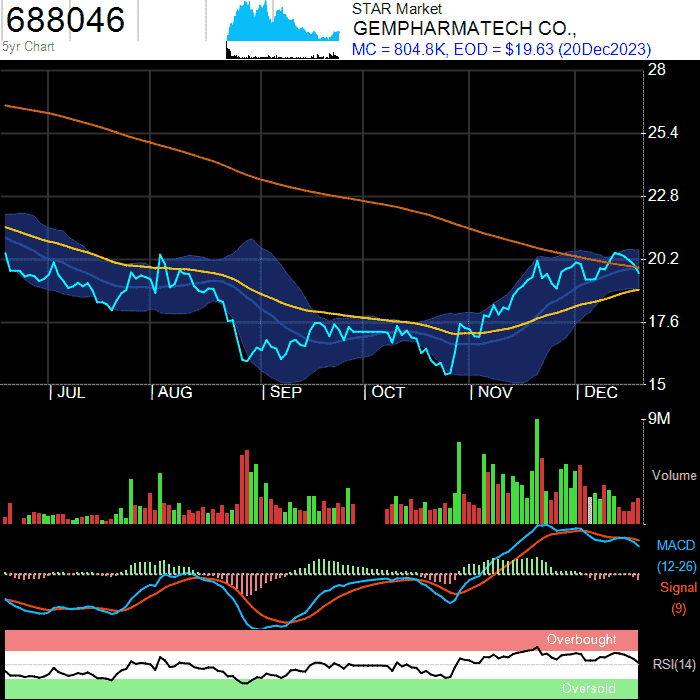 688046
5yr Chart
STAR Market
GEMPHARMATECH CO.,
MC = 804.8K, EOD = $19.63 (20Dec2023)
28
25.4
22.8
20.2
17.6
15
JUL AUG SEP OCT NOV DEC
9M
Volume
MACD
(12-26)
Signal
(9)
Overbought
RSI(14)
Oversold